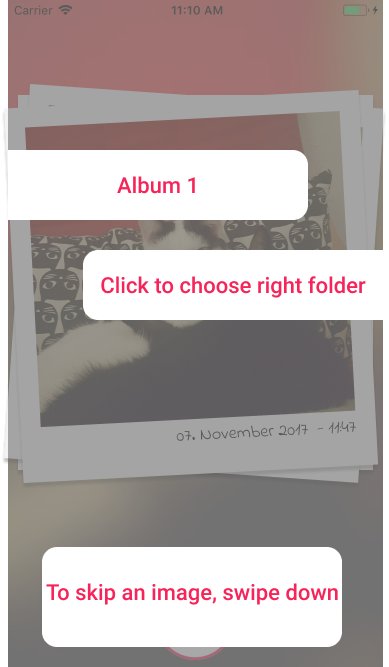 Carrier 11:10 AM
Album 1
Click to choose right folder
07. November 2017 - 11:47
To skip an image, swipe down